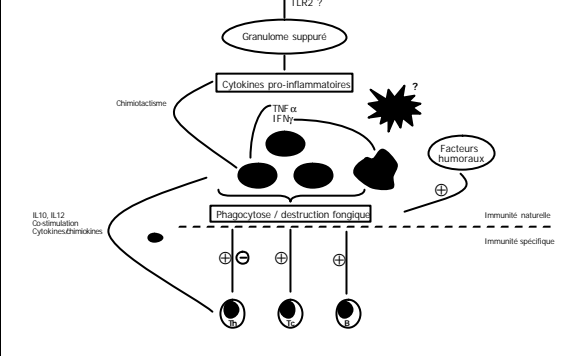 TLR2 ?
Granulome suppuré
Cytokines pro-inflammatoires
?
Chimiotactisme
TNF α
IFNγ
Facteurs
humoraux
⊕
Phagocytose / destruction fongique
IL10, IL12
Co-stimulation
Cytokines/chimiokines
Immunité naturelle
Immunité spécifique
⊕ ⊖ ⊕ ⊕
Th Tc B